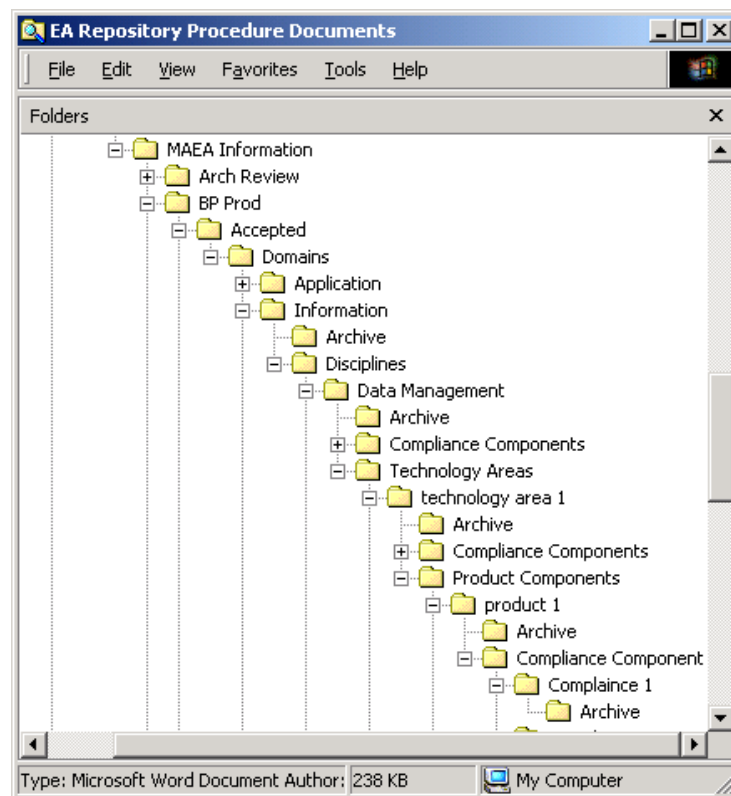 EA Repository Procedure Documents
File Edit View Favorites Tools Help
Folders
MAEA Information
Arch Review
BP Prod
Accepted
Domains
Application
Information
Archive
Disciplines
Data Management
Archive
Compliance Components
Technology Areas
technology area 1
Archive
Compliance Components
Product Components
product 1
Archive
Compliance Component
Complaince 1
Archive
Type: Microsoft Word Document Author: 238 KB My Computer